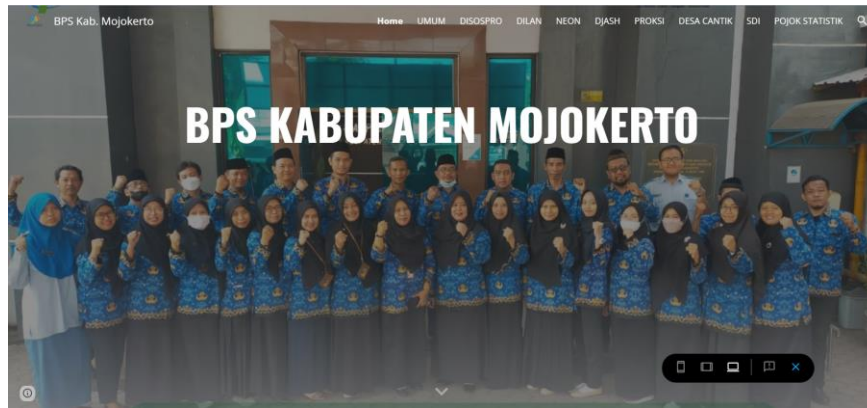 BPS Kab. Mojokerto
Home UMUM DISOSPRO DILAN NEON DJASH PROKSI DESA CANTIK SDI POJOK STATISTIK
BPS KABUPATEN MOJOKERTO